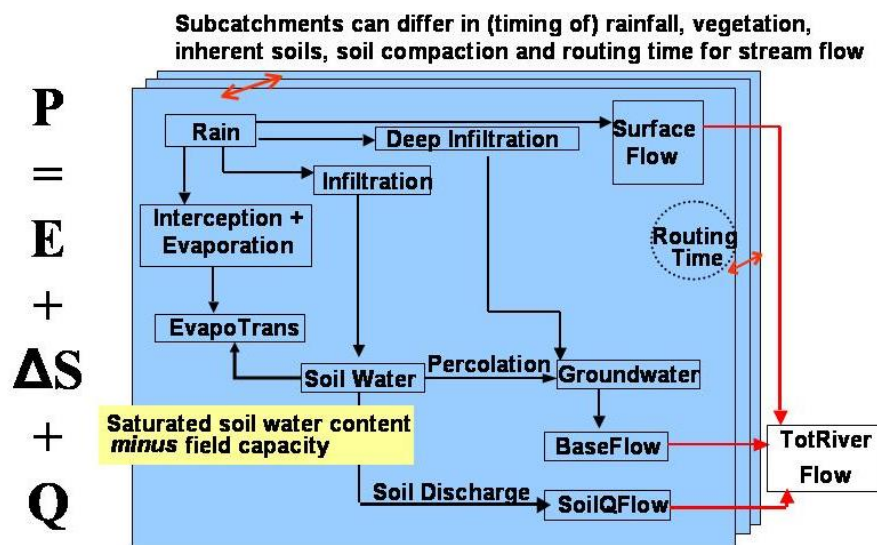 Subcatchments can differ in (timing of) rainfall, vegetation,
inherent soils, soil compaction and routing time for stream flow
P
=
E
+
ΔS
+
Q
Rain
Deep Infiltration
Surface
Flow
Infiltration
Interception +
Evaporation
Routing
Time
EvapoTrans
Soil Water
Percolation
Groundwater
Saturated soil water content
minus field capacity
BaseFlow
TotRiver
Flow
Soil Discharge
SoilQFlow